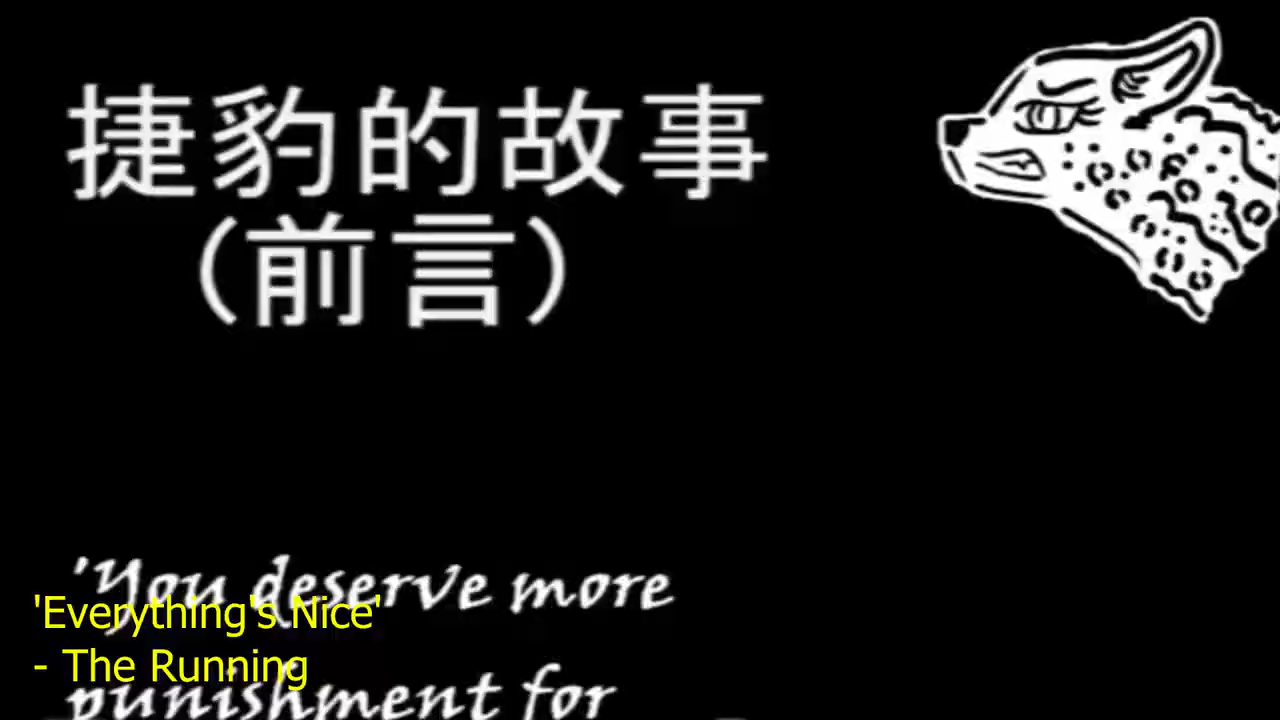 捷豹的故事
(前言)
'You deserve more
'Everything's Nice'
- The Running
punishment for